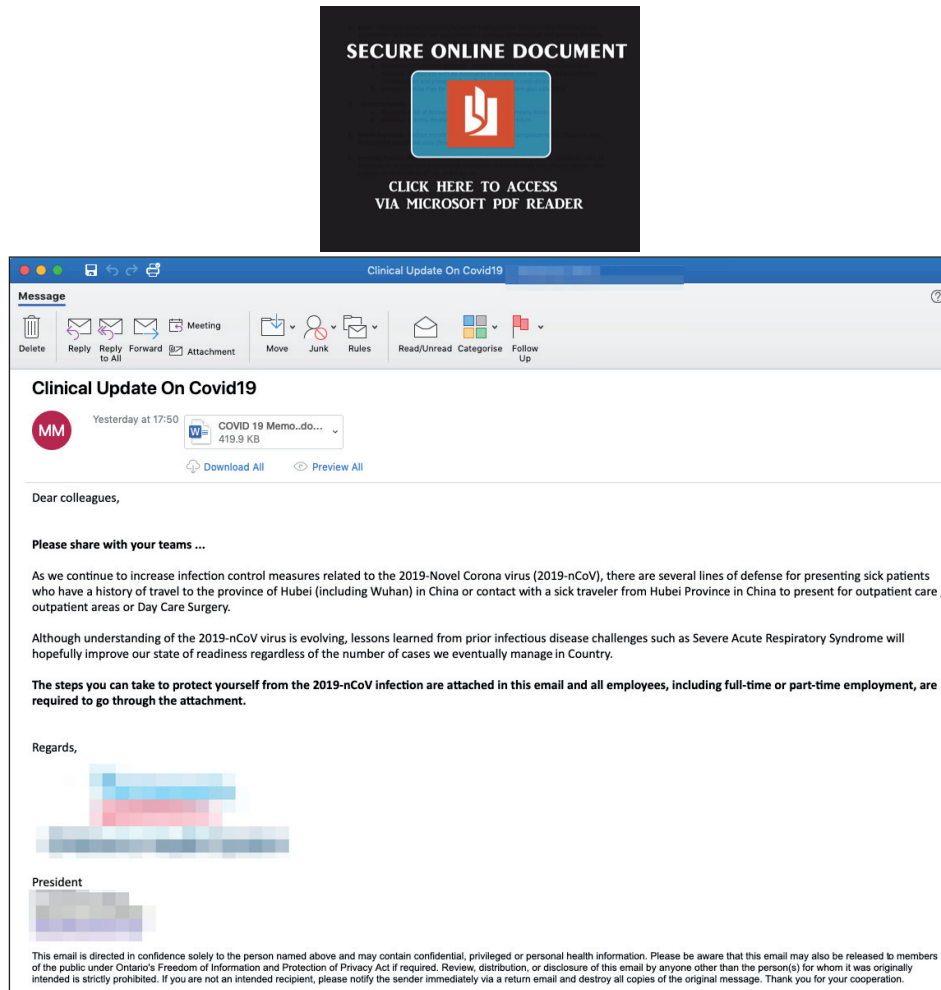 SECURE ONLINE DOCUMENT
CLICK HERE TO ACCESS
VIA MICROSOFT PDF READER
Clinical Update On Covid19
Message
Delete
Reply
Reply
to All
Forward
Meeting
Attachment
Move
Junk
Rules
Read/Unread
Categorise
Follow
Up
Clinical Update On Covid19
MM
Yesterday at 17:50
COVID 19 Memo..do...
419.9 KB
Download All
Preview All
Dear colleagues,
Please share with your teams ...
As we continue to increase infection control measures related to the 2019-Novel Corona virus (2019-nCoV), there are several lines of defense for presenting sick patients
who have a history of travel to the province of Hubei (including Wuhan) in China or contact with a sick traveler from Hubei Province in China to present for outpatient care ,
outpatient areas or Day Care Surgery.
Although understanding of the 2019-nCoV virus is evolving, lessons learned from prior infectious disease challenges such as Severe Acute Respiratory Syndrome will
hopefully improve our state of readiness regardless of the number of cases we eventually manage in Country.
The steps you can take to protect yourself from the 2019-nCoV infection are attached in this email and all employees, including full-time or part-time employment, are
required to go through the attachment.
Regards,
President
This email is directed in confidence solely to the person named above and may contain confidential, privileged or personal health information. Please be aware that this email may also be released to members
of the public under Ontario's Freedom of Information and Protection of Privacy Act if required. Review, distribution, or disclosure of this email by anyone other than the person(s) for whom it was originally
intended is strictly prohibited. If you are not an intended recipient, please notify the sender immediately via a return email and destroy all copies of the original message. Thank you for your cooperation.